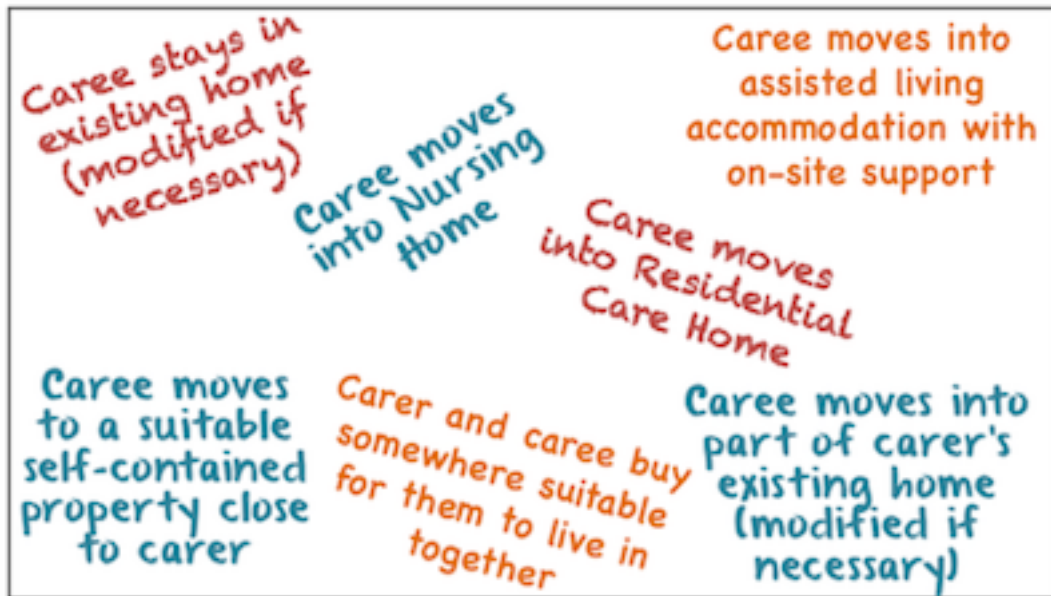 Caree stays in
existing home
(modified if
necessary)
Caree moves
into Nursing
Home
Caree moves into
assisted living
accommodation with
on-site support
Caree moves
into Residential
Care Home
Caree moves
to a suitable
self-contained
property close
to carer
Carer and caree buy
somewhere suitable
for them to live in
together
Caree moves into
part of carer's
existing home
(modified if
necessary)